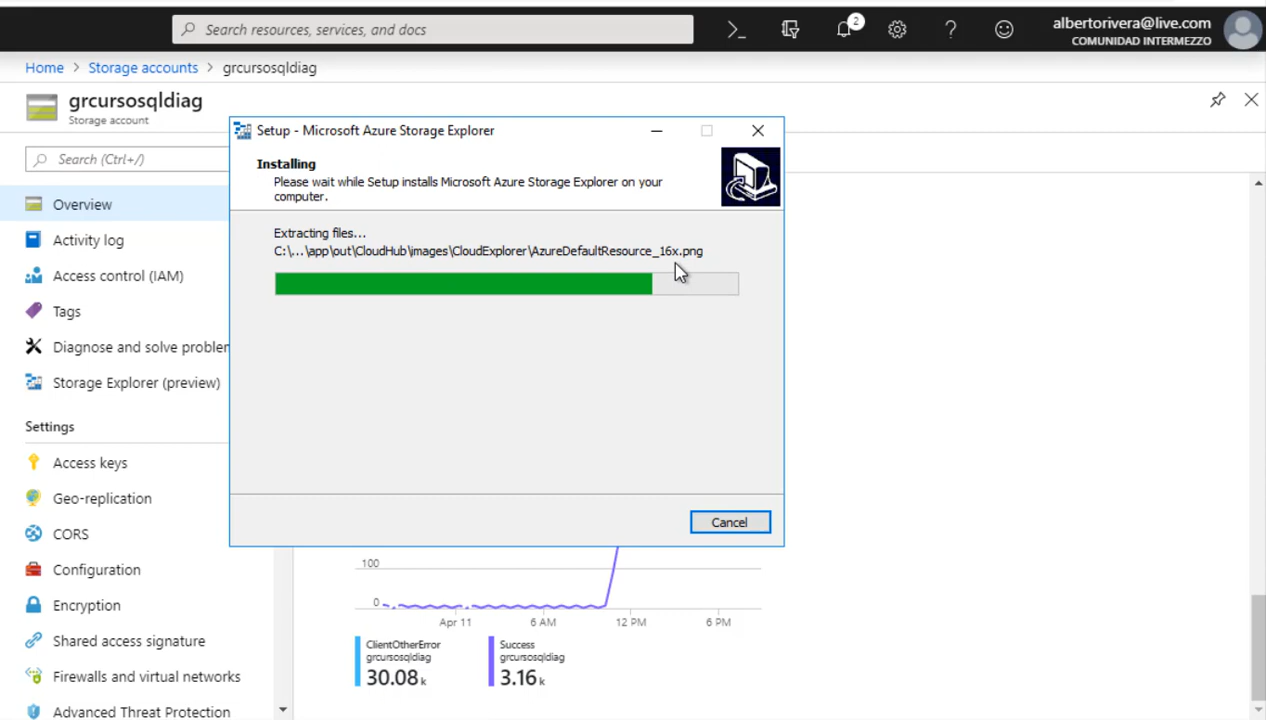 Search resources, services, and docs
2
albertorivera@live.com
COMUNIDAD INTERMEZZO
Home > Storage accounts > grcursosqldiag
grcursosqldiag
Storage account
Search (Ctrl+/)
Overview
Activity log
Access control (IAM)
Tags
Diagnose and solve problem
Storage Explorer (preview)
Settings
Access keys
Geo-replication
CORS
Configuration
Encryption
Shared access signature
Firewalls and virtual networks
Advanced Threat Protection
Setup - Microsoft Azure Storage Explorer
Installing
Please wait while Setup installs Microsoft Azure Storage Explorer on your
computer.
Extracting files...
C:\...\app\out\CloudHub\images\CloudExplorer\AzureDefaultResource_16x.png
Cancel
100
0
Apr 11 6 AM 12 PM 6 PM
ClientOtherError
grcursosqldiag
30.08 k
Success
grcursosqldiag
3.16 k